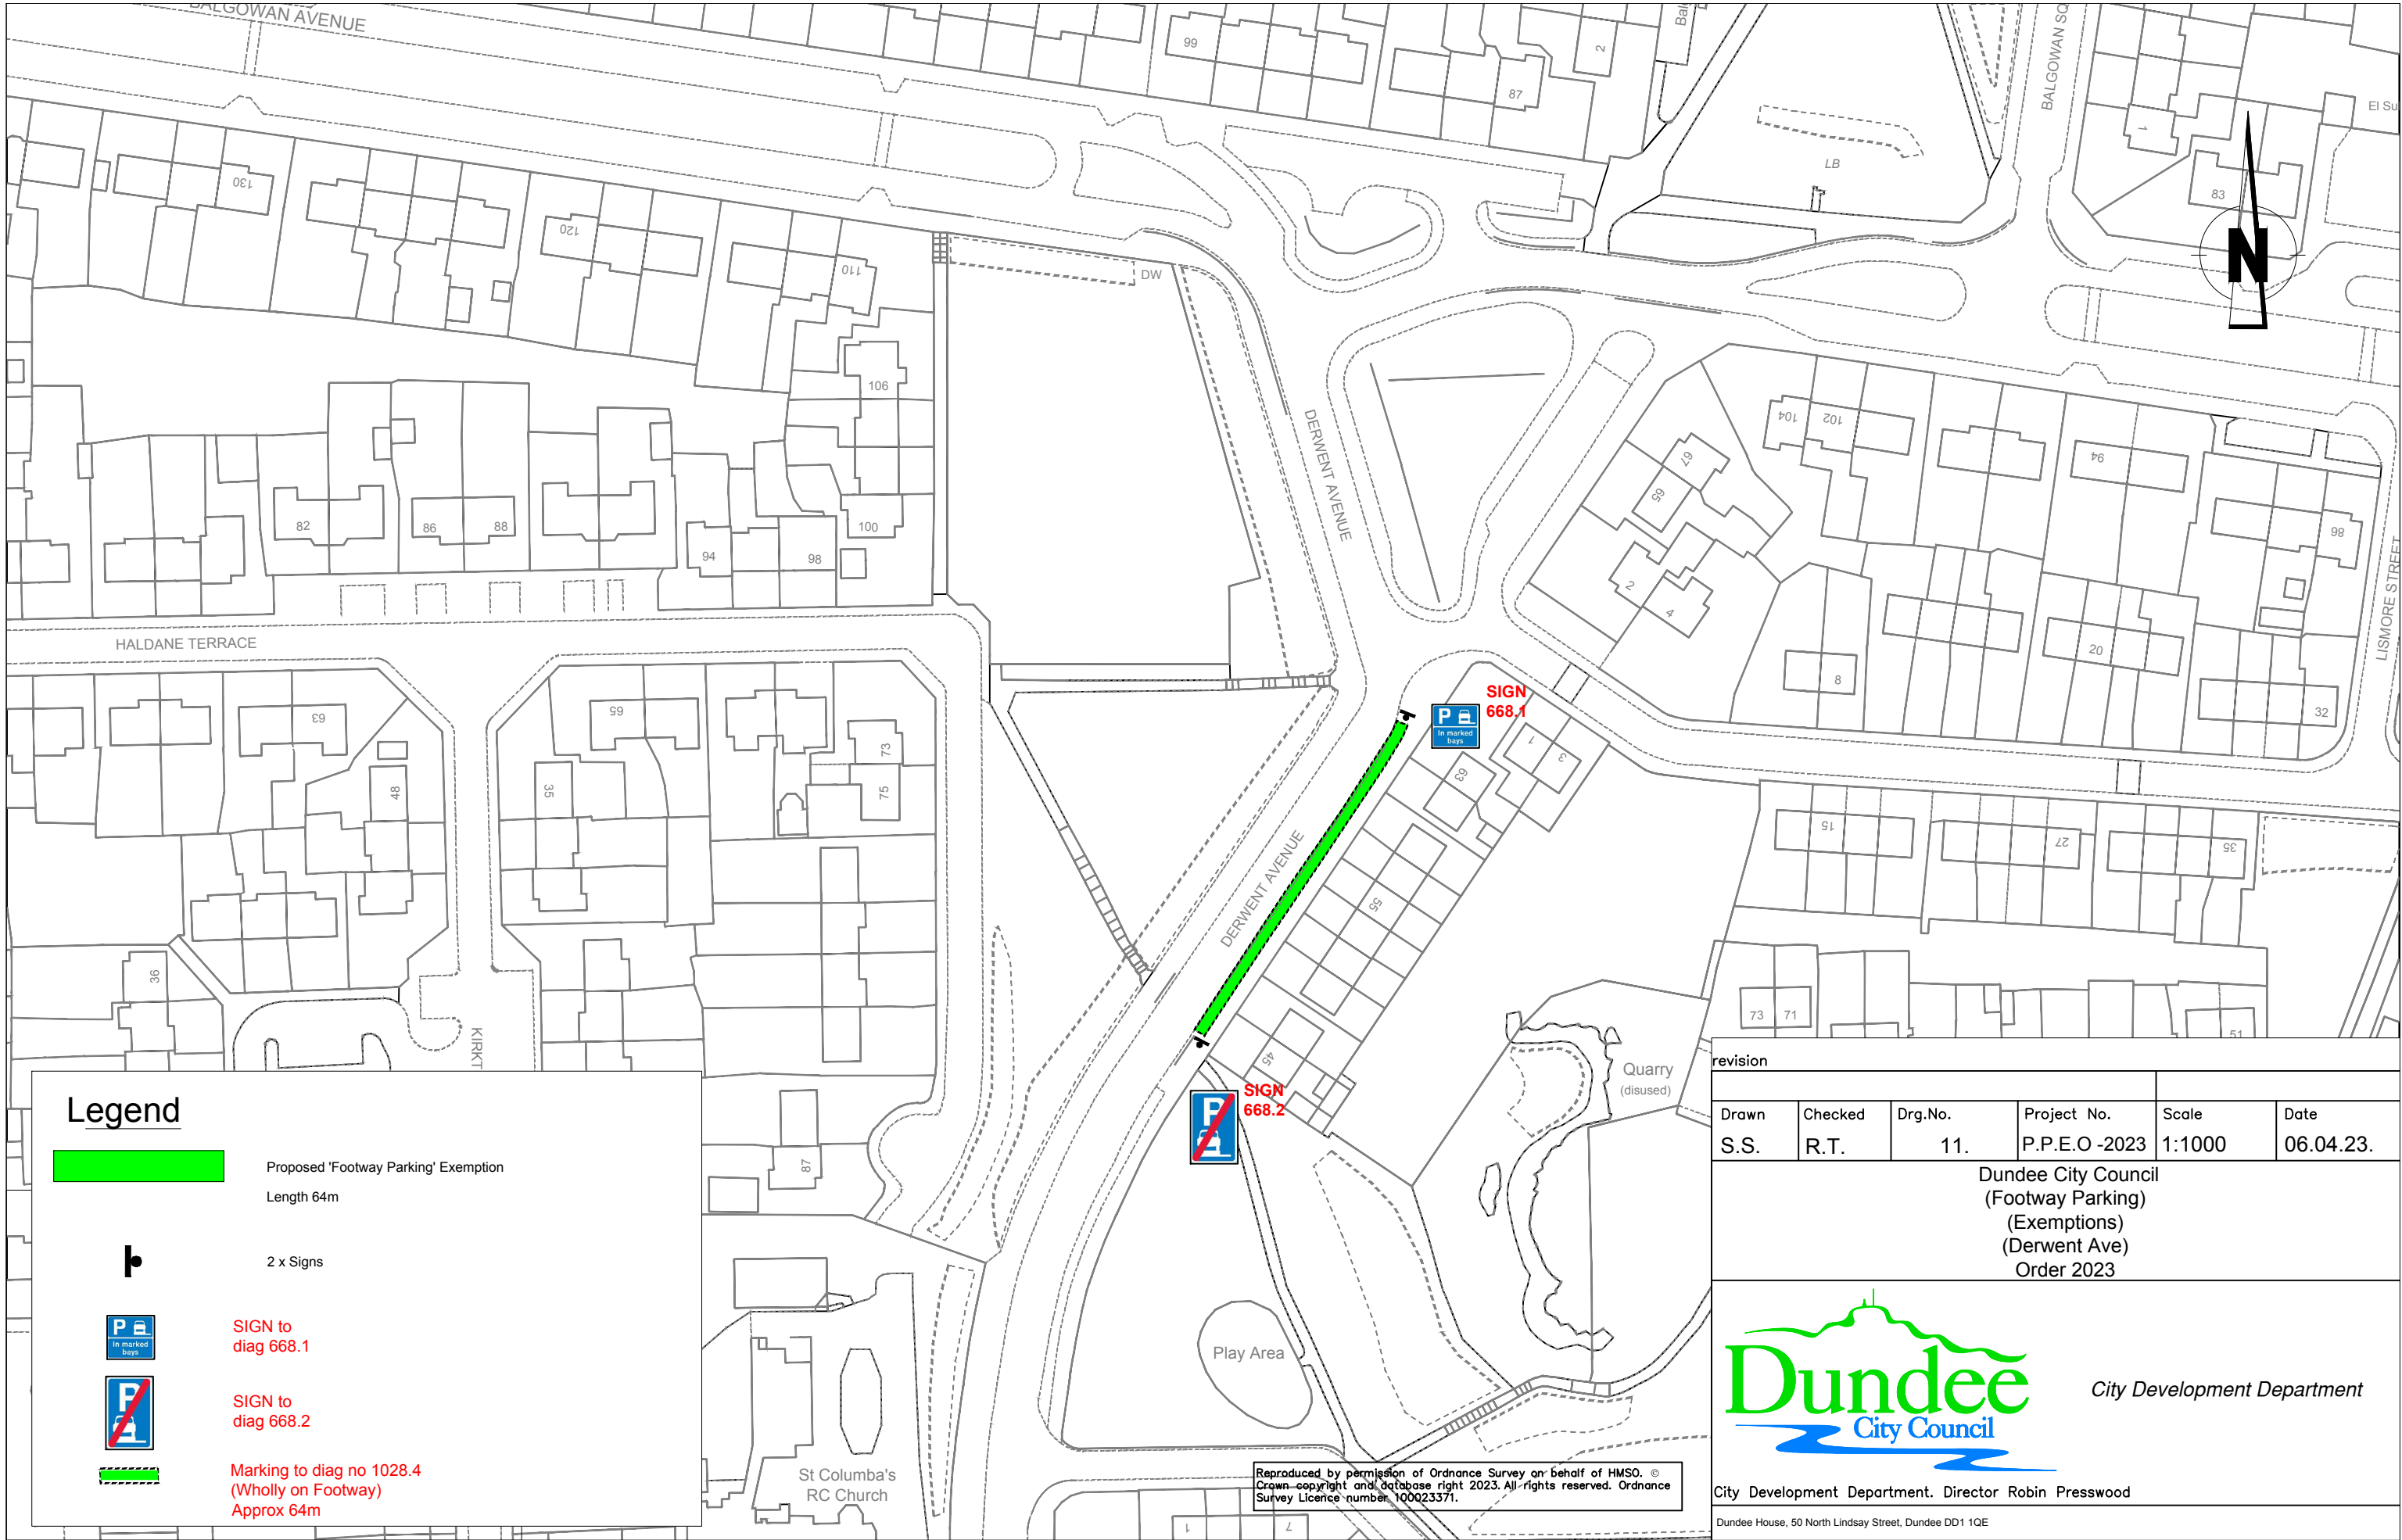 BALGOWAN AVENUE
99
87
2
BALGOWAN SQ
1
El Su
LB
83
130
120
110
DW
106
104
102
94
67
65
86
82
86
88
94
98
100
DERWENT AVENUE
2
4
LISMORE STREET
HALDANE TERRACE
8
20
32
63
65
73
75
48
35
SIGN
668.1
P
In marked
bays
1
3
63
15
27
35
DERWENT AVENUE
55
36
KIRKT
73
71
51
45
Quarry
(disused)
SIGN
668.2
P
87
Play Area
St Columba's
RC Church
1
7
N
Legend
Proposed 'Footway Parking' Exemption
Length 64m
2 x Signs
P
In marked
bays
SIGN to
diag 668.1
P
SIGN to
diag 668.2
Marking to diag no 1028.4
(Wholly on Footway)
Approx 64m
Reproduced by permission of Ordnance Survey on behalf of HMSO. ©
Crown copyright and database right 2023. All rights reserved. Ordnance
Survey Licence number 100023371.
revision
Drawn Checked Drg.No. Project No. Scale Date
S.S. R.T. 11. P.P.E.O -2023 1:1000 06.04.23.
Dundee City Council
(Footway Parking)
(Exemptions)
(Derwent Ave)
Order 2023
Dundee
City Council
City Development Department
City Development Department. Director Robin Presswood
Dundee House, 50 North Lindsay Street, Dundee DD1 1QE